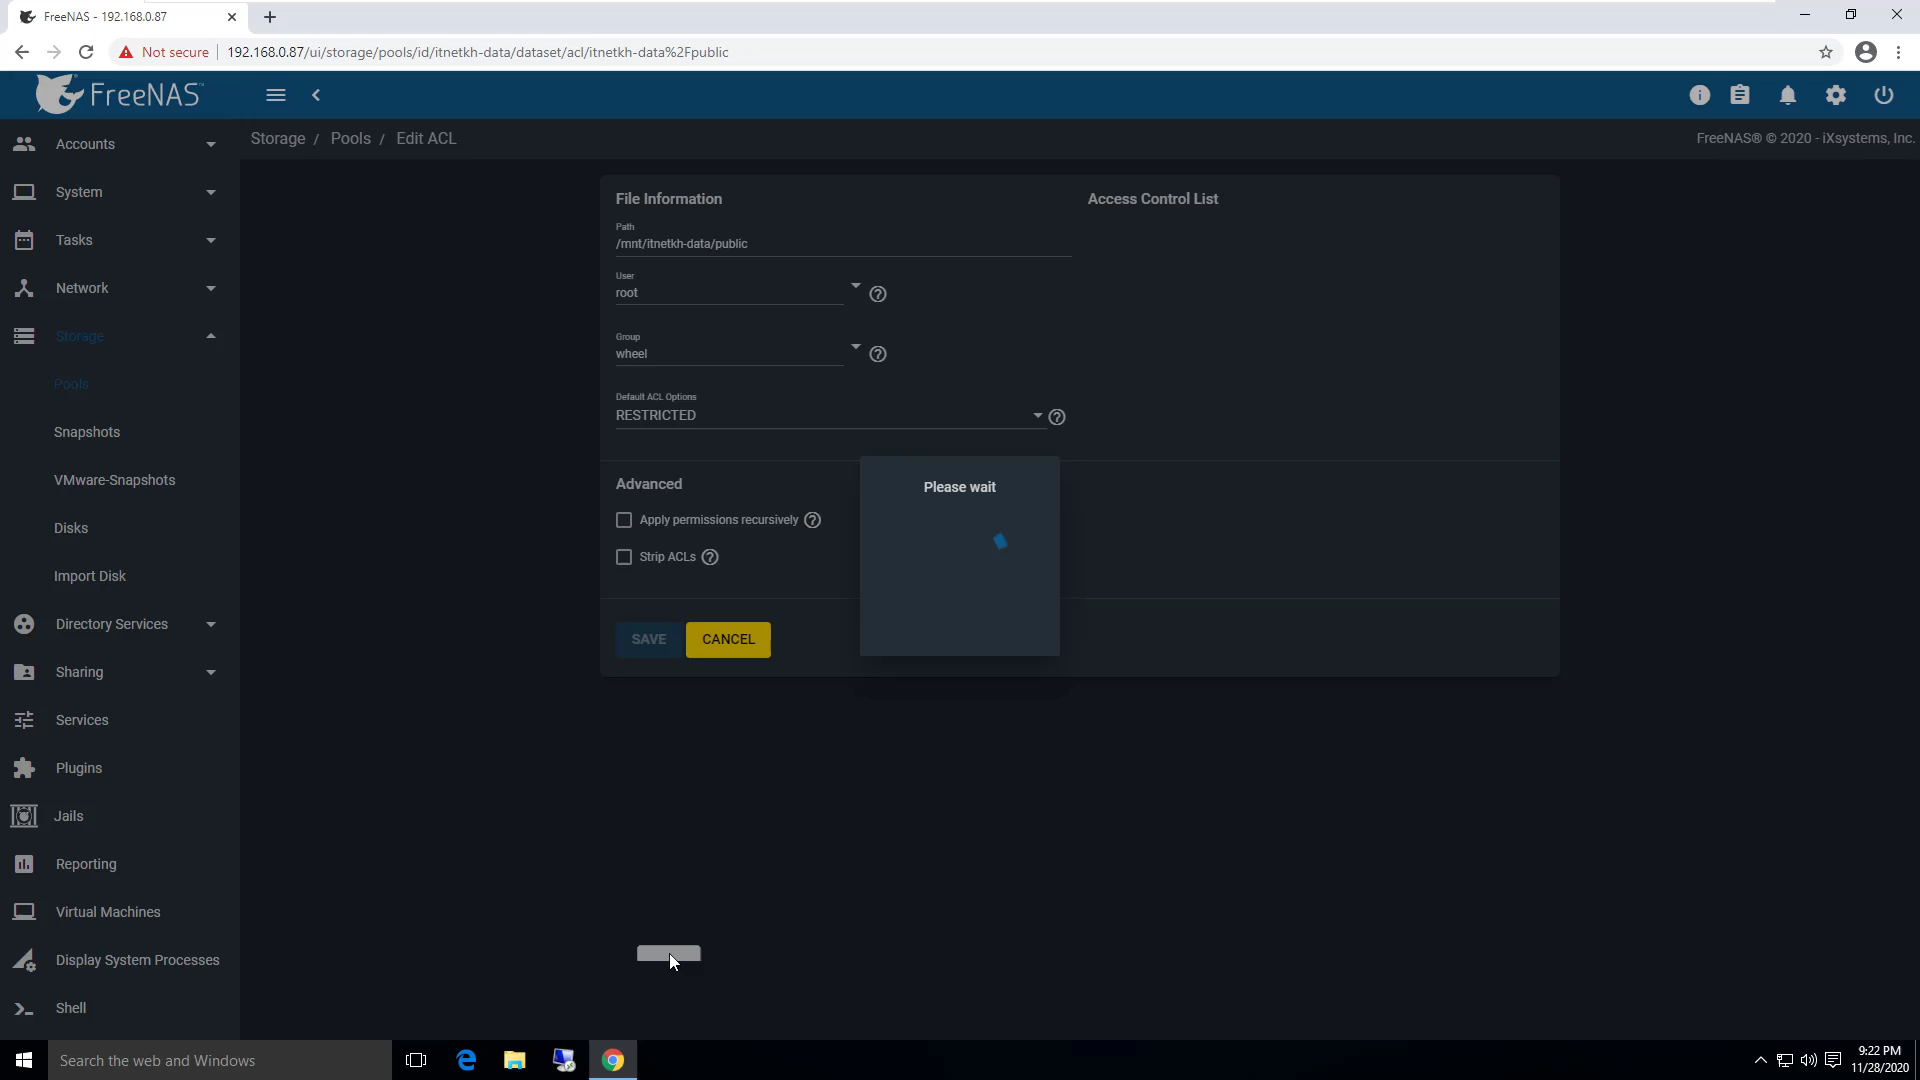 FreeNAS - 192.168.0.87
Not secure
192.168.0.87/ui/storage/pools/id/itnetkh-data/dataset/acl/itnetkh-data%2Fpublic
FreeNAS
Storage / Pools / Edit ACL
FreeNAS® © 2020 - iXsystems, Inc.
Accounts
System
Tasks
Network
Storage
Pools
Snapshots
VMware-Snapshots
Disks
Import Disk
Directory Services
Sharing
Services
Plugins
Jails
Reporting
Virtual Machines
Display System Processes
Shell
File Information
Path
/mnt/itnetkh-data/public
User
root
Group
wheel
Default ACL Options
RESTRICTED
Access Control List
Advanced
Apply permissions recursively
Strip ACLs
SAVE
CANCEL
Please wait
Search the web and Windows
9:22 PM
11/28/2020